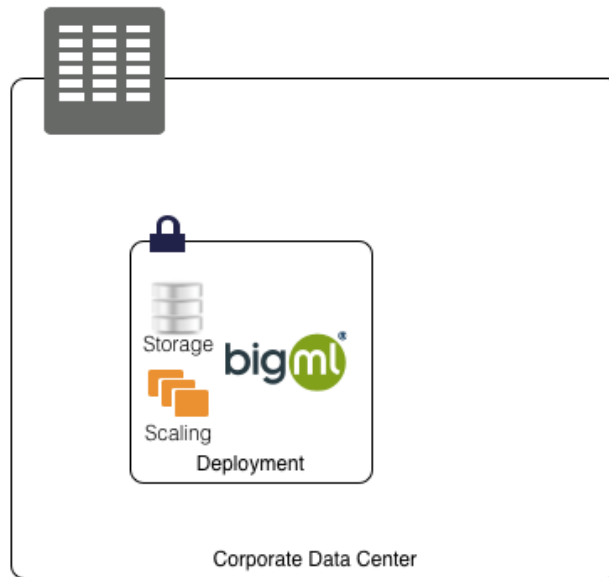 Storage
bigml®
Scaling
Deployment
Corporate Data Center